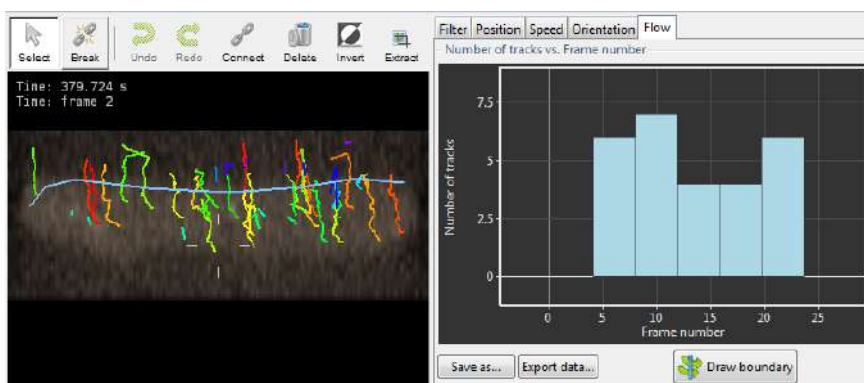 Select
Break
Undo
Redo
Connect
Delete
Invert
Extract
Time: 379.724 s
Time: frame 2
Filter Position Speed Orientation Flow
Number of tracks vs. Frame number
Number of tracks
7.5
5
2.5
0
0 5 10 15 20 25
Frame number
Save as...
Export data...
Draw boundary